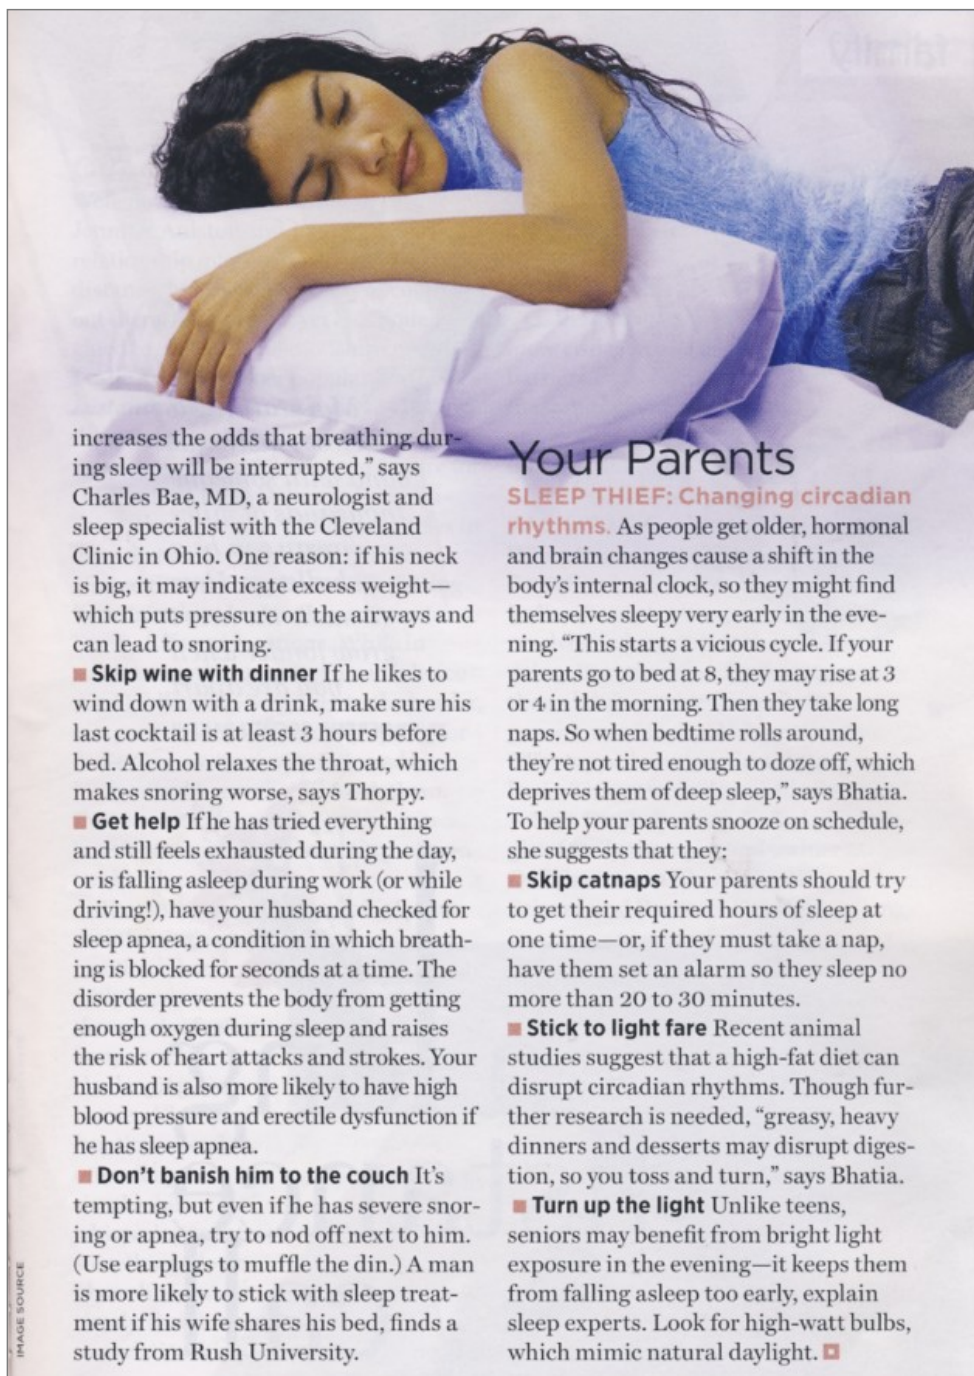 increases the odds that breathing dur-
ing sleep will be interrupted,” says
Charles Bae, MD, a neurologist and
sleep specialist with the Cleveland
Clinic in Ohio. One reason: if his neck
is big, it may indicate excess weight—
which puts pressure on the airways and
can lead to snoring.
■ Skip wine with dinner If he likes to
wind down with a drink, make sure his
last cocktail is at least 3 hours before
bed. Alcohol relaxes the throat, which
makes snoring worse, says Thorpy.
■ Get help If he has tried everything
and still feels exhausted during the day,
or is falling asleep during work (or while
driving!), have your husband checked for
sleep apnea, a condition in which breath-
ing is blocked for seconds at a time. The
disorder prevents the body from getting
enough oxygen during sleep and raises
the risk of heart attacks and strokes. Your
husband is also more likely to have high
blood pressure and erectile dysfunction if
he has sleep apnea.
■ Don’t banish him to the couch It’s
tempting, but even if he has severe snor-
ing or apnea, try to nod off next to him.
(Use earplugs to muffle the din.) A man
is more likely to stick with sleep treat-
ment if his wife shares his bed, finds a
study from Rush University.
Your Parents
SLEEP THIEF: Changing circadian
rhythms. As people get older, hormonal
and brain changes cause a shift in the
body’s internal clock, so they might find
themselves sleepy very early in the eve-
ning. “This starts a vicious cycle. If your
parents go to bed at 8, they may rise at 3
or 4 in the morning. Then they take long
naps. So when bedtime rolls around,
they’re not tired enough to doze off, which
deprives them of deep sleep,” says Bhatia.
To help your parents snooze on schedule,
she suggests that they:
■ Skip catnaps Your parents should try
to get their required hours of sleep at
one time—or, if they must take a nap,
have them set an alarm so they sleep no
more than 20 to 30 minutes.
■ Stick to light fare Recent animal
studies suggest that a high-fat diet can
disrupt circadian rhythms. Though fur-
ther research is needed, “greasy, heavy
dinners and desserts may disrupt diges-
tion, so you toss and turn,” says Bhatia.
■ Turn up the light Unlike teens,
seniors may benefit from bright light
exposure in the evening—it keeps them
from falling asleep too early, explain
sleep experts. Look for high-watt bulbs,
which mimic natural daylight.
IMAGE SOURCE